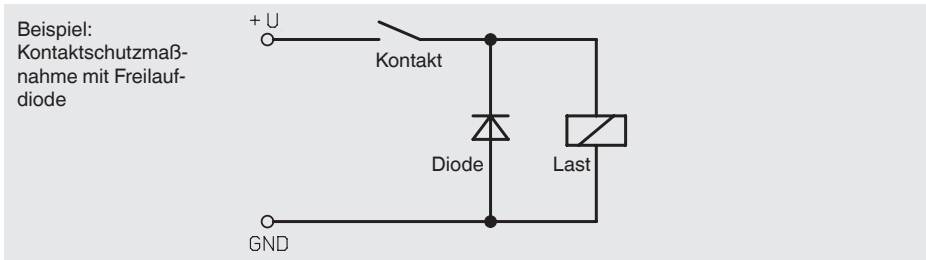 Beispiel:
Kontaktschutzmaß-
nahme mit Freilauf-
diode
+ U
Kontakt
Diode
Last
GND